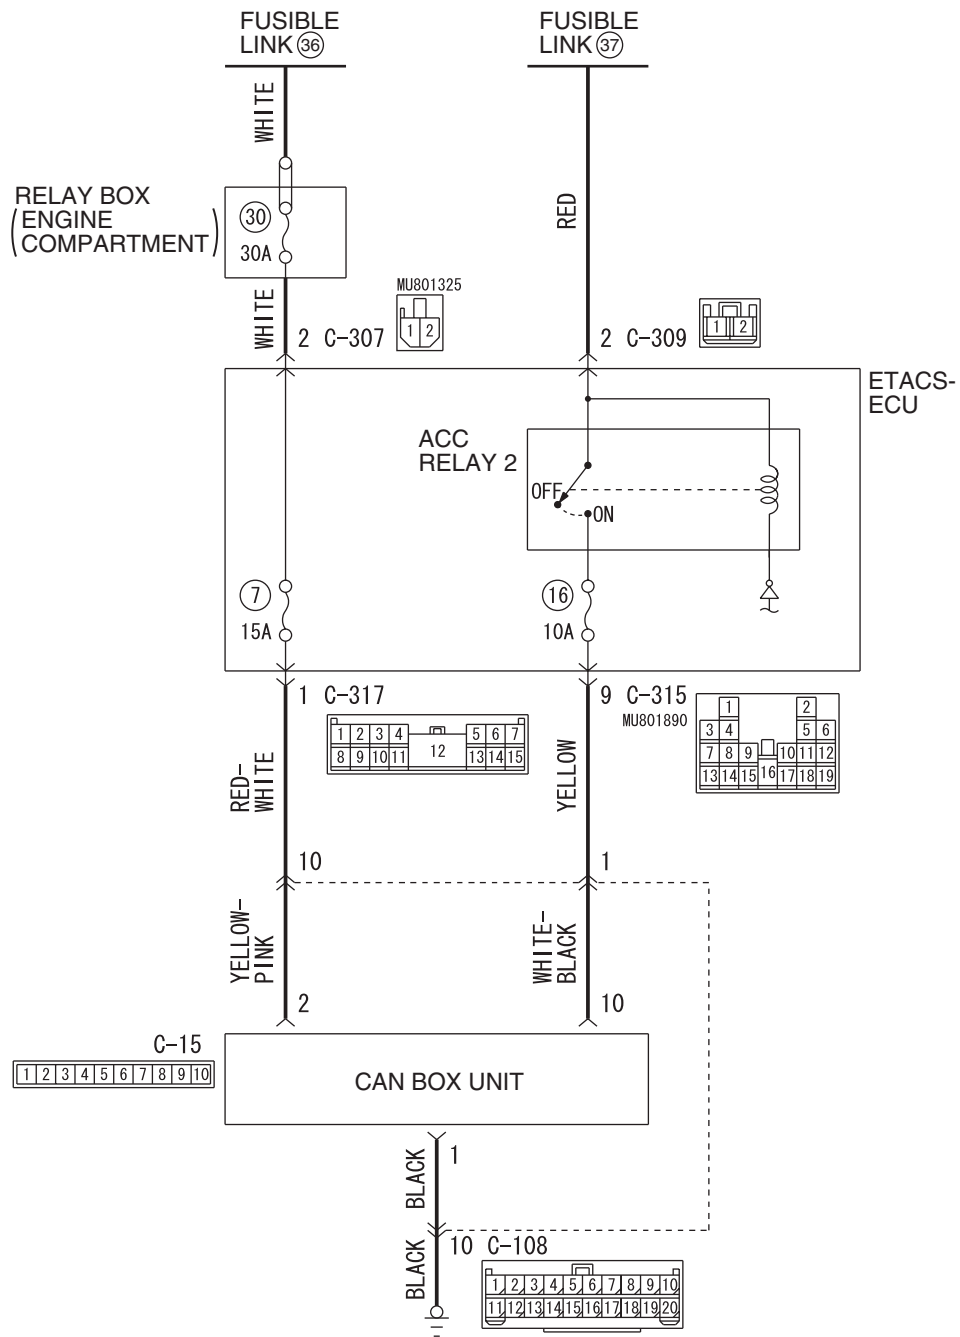 FUSIBLE
LINK 36
FUSIBLE
LINK 37
WHITE
RED
RELAY BOX
(ENGINE
COMPARTMENT)
30
30A
WHITE
2 C-307
MU801325
1 2
2 C-309
1 2
ETACS-
ECU
ACC
RELAY 2
OFF
ON
7
15A
16
10A
1 C-317
1 2 3 4 5 6 7
8 9 10 11 12 13 14 15
9 C-315
MU801890
1 2
3 4 5 6
7 8 9 10 11 12
13 14 15 16 17 18 19
RED-
WHITE
YELLOW
10
1
YELLOW-
PINK
WHITE-
BLACK
2
10
C-15
1 2 3 4 5 6 7 8 9 10
CAN BOX UNIT
1
BLACK
10 C-108
BLACK
1 2 3 4 5 6 7 8 9 10
11 12 13 14 15 16 17 18 19 20